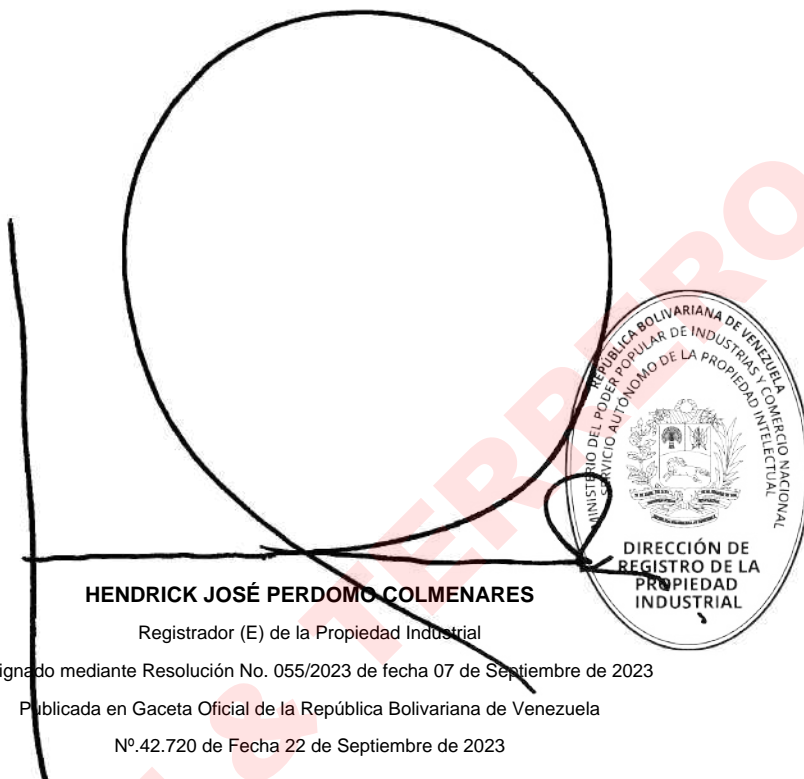 REPÚBLICA BOLIVARIANA DE VENEZUELA
MINISTERIO DEL PODER POPULAR DE INDUSTRIAS Y COMERCIO NACIONAL
SERVICIO AUTÓNOMO DE LA PROPIEDAD INTELECTUAL
DIRECCIÓN DE
REGISTRO DE LA
PROPIEDAD
INDUSTRIAL
HENDRICK JOSÉ PERDOMO COLMENARES
Registrador (E) de la Propiedad Industrial
ignado mediante Resolución No. 055/2023 de fecha 07 de Septiembre de 2023
Publicada en Gaceta Oficial de la República Bolivariana de Venezuela
Nº.42.720 de Fecha 22 de Septiembre de 2023
& TERRERO